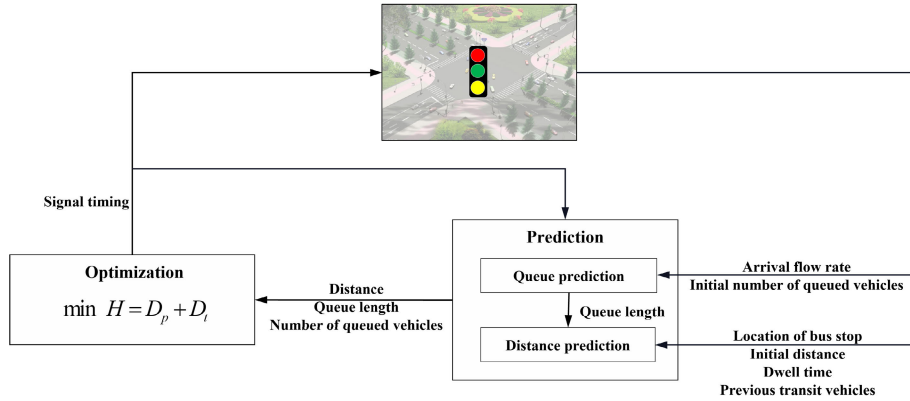 Signal timing
Prediction
Optimization
min H = D_p + D_t
Distance
Queue length
Number of queued vehicles
Queue prediction
Queue length
Distance prediction
Arrival flow rate
Initial number of queued vehicles
Location of bus stop
Initial distance
Dwell time
Previous transit vehicles